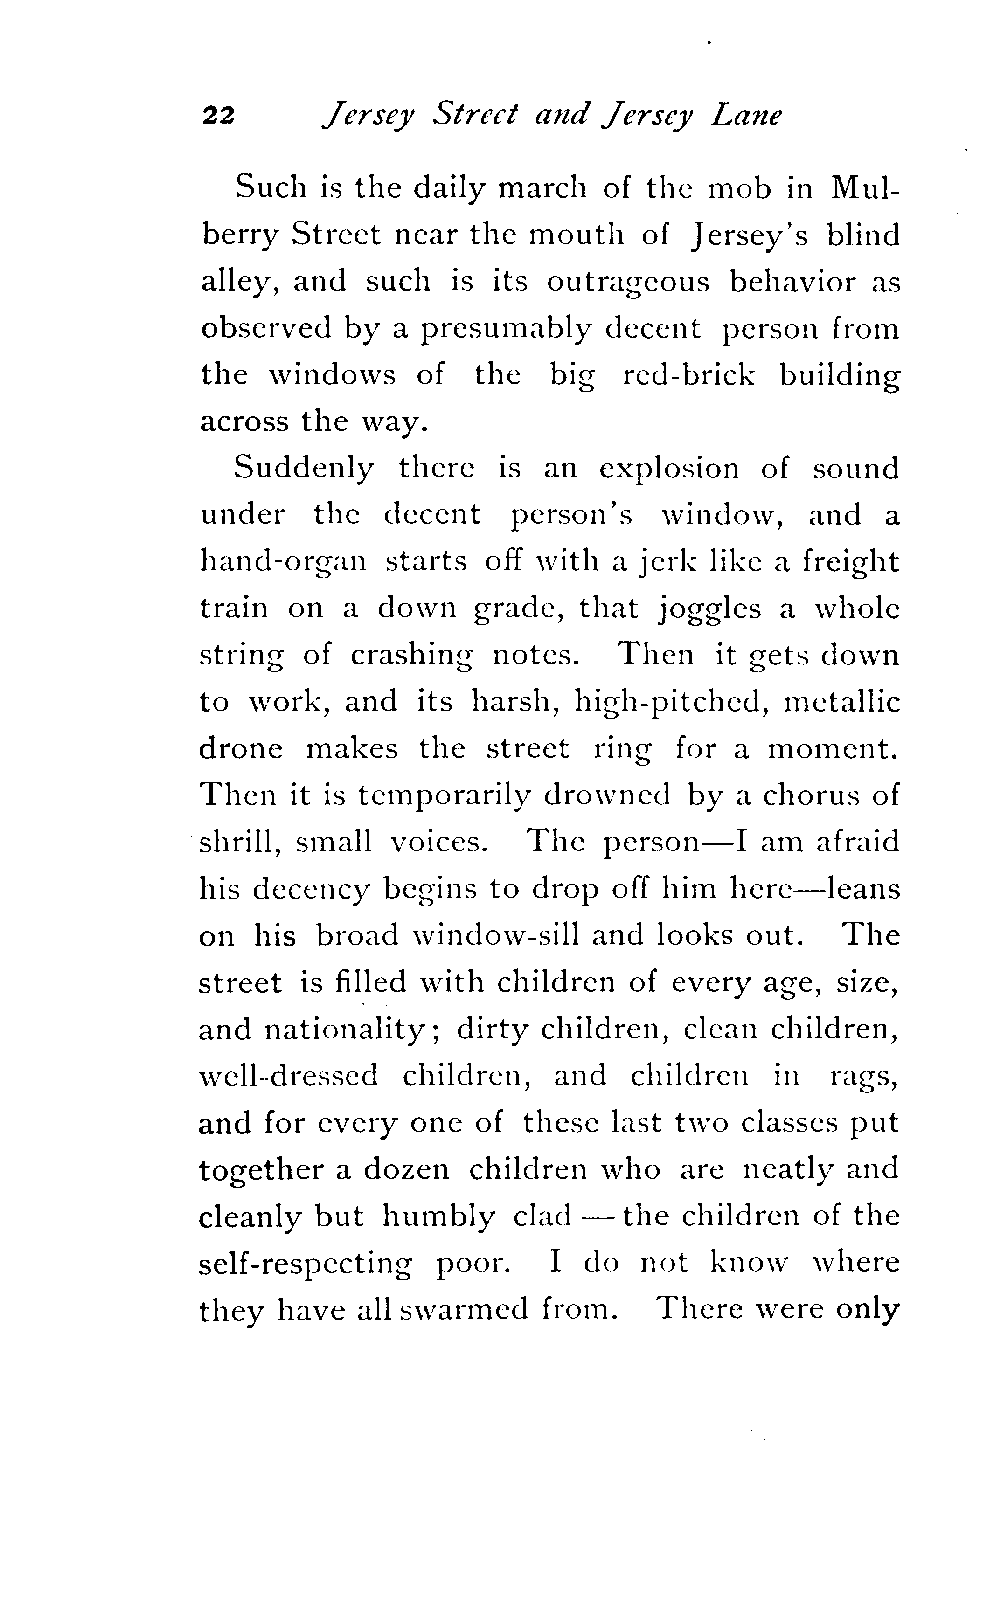 22 Jersey Street and Jersey Lane
Such is the daily march of the mob in Mul-
berry Street near the mouth of Jersey's blind
alley, and such is its outrageous behavior as
observed by a presumably decent person from
the windows of the big red-brick building
across the way.
Suddenly there is an explosion of sound
under the decent person's window, and a
hand-organ starts off with a jerk like a freight
train on a down grade, that joggles a whole
string of crashing notes. Then it gets down
to work, and its harsh, high-pitched, metallic
drone makes the street ring for a moment.
Then it is temporarily drowned by a chorus of
shrill, small voices. The person—I am afraid
his decency begins to drop off him here—leans
on his broad window-sill and looks out. The
street is filled with children of every age, size,
and nationality; dirty children, clean children,
well-dressed children, and children in rags,
and for every one of these last two classes put
together a dozen children who are neatly and
cleanly but humbly clad — the children of the
self-respecting poor. I do not know where
they have all swarmed from. There were only